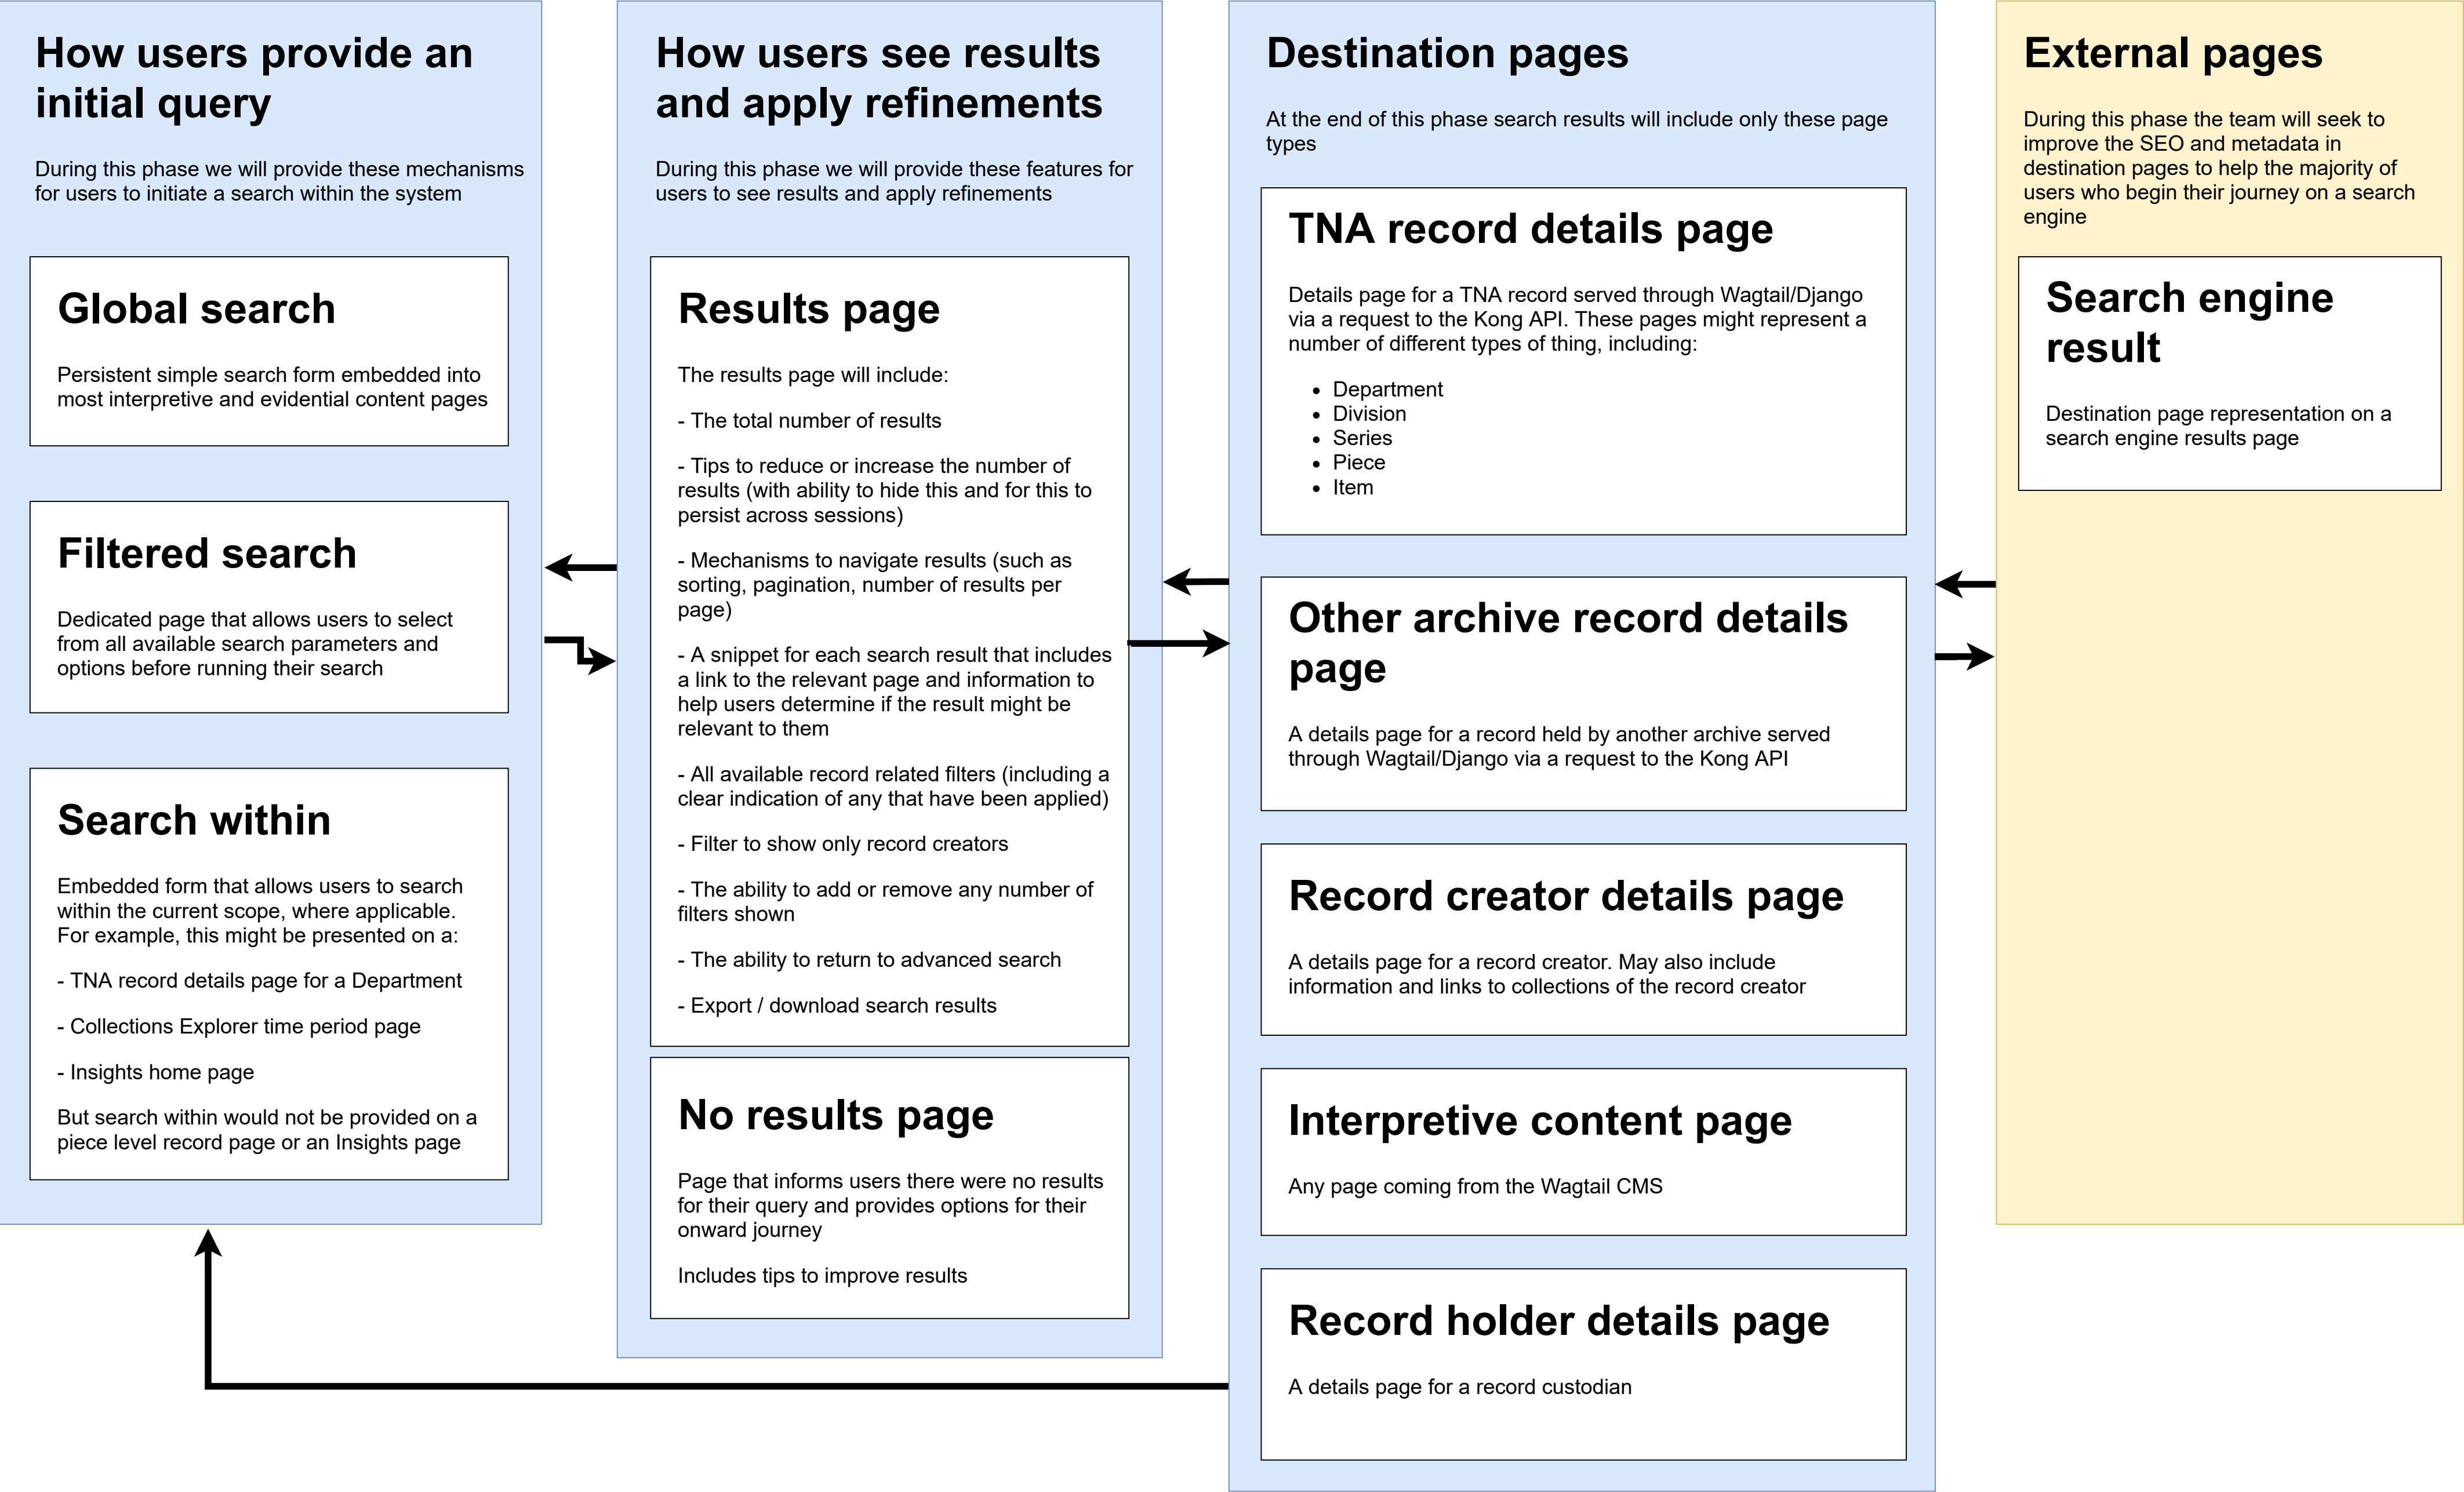 How users provide an
initial query
During this phase we will provide these mechanisms
for users to initiate a search within the system
Global search
Persistent simple search form embedded into
most interpretive and evidential content pages
Filtered search
Dedicated page that allows users to select
from all available search parameters and
options before running their search
Search within
Embedded form that allows users to search
within the current scope, where applicable.
For example, this might be presented on a:
- TNA record details page for a Department
- Collections Explorer time period page
- Insights home page
But search within would not be provided on a
piece level record page or an Insights page
How users see results
and apply refinements
During this phase we will provide these features for
users to see results and apply refinements
Results page
The results page will include:
- The total number of results
- Tips to reduce or increase the number of
results (with ability to hide this and for this to
persist across sessions)
- Mechanisms to navigate results (such as
sorting, pagination, number of results per
page)
- A snippet for each search result that includes
a link to the relevant page and information to
help users determine if the result might be
relevant to them
- All available record related filters (including a
clear indication of any that have been applied)
- Filter to show only record creators
- The ability to add or remove any number of
filters shown
- The ability to return to advanced search
- Export / download search results
No results page
Page that informs users there were no results
for their query and provides options for their
onward journey
Includes tips to improve results
Destination pages
At the end of this phase search results will include only these page
types
TNA record details page
Details page for a TNA record served through Wagtail/Django
via a request to the Kong API. These pages might represent a
number of different types of thing, including:
• Department
• Division
• Series
• Piece
• Item
Other archive record details
page
A details page for a record held by another archive served
through Wagtail/Django via a request to the Kong API
Record creator details page
A details page for a record creator. May also include
information and links to collections of the record creator
Interpretive content page
Any page coming from the Wagtail CMS
Record holder details page
A details page for a record custodian
External pages
During this phase the team will seek to
improve the SEO and metadata in
destination pages to help the majority of
users who begin their journey on a search
engine
Search engine
result
Destination page representation on a
search engine results page